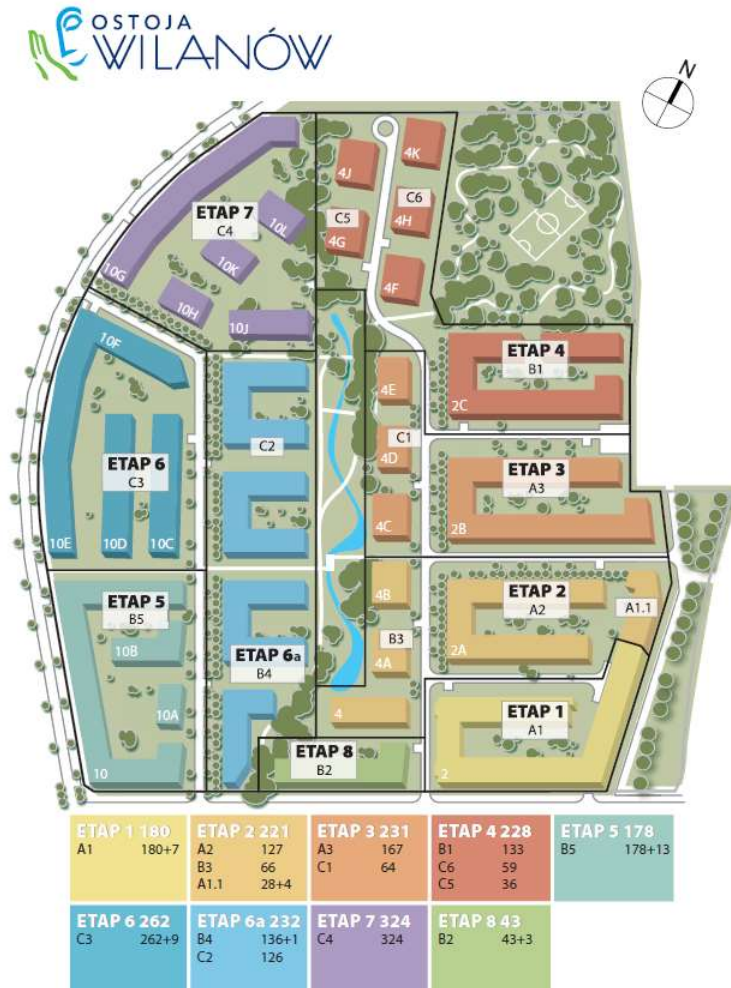 OSTOJA
WILANÓW
N
4K
4J
C6
ETAP 7
C4
C5
4H
10L
4G
10K
10G
4F
10H
10J
10F
ETAP 4
B1
4E
2C
C2
C1
4D
ETAP 6
C3
ETAP 3
A3
4C
2B
10E
10D
10C
4B
ETAP 2
A2
A1.1
ETAP 5
B5
B3
10B
ETAP 6a
B4
4A
2A
10A
4
ETAP 1
A1
ETAP 8
B2
10
2
ETAP 1 180
A1 180+7
ETAP 2 221
A2 127
B3 66
A1.1 28+4
ETAP 3 231
A3 167
C1 64
ETAP 4 228
B1 133
C6 59
C5 36
ETAP 5 178
B5 178+13
ETAP 6 262
C3 262+9
ETAP 6a 232
B4 136+1
C2 126
ETAP 7 324
C4 324
ETAP 8 43
B2 43+3